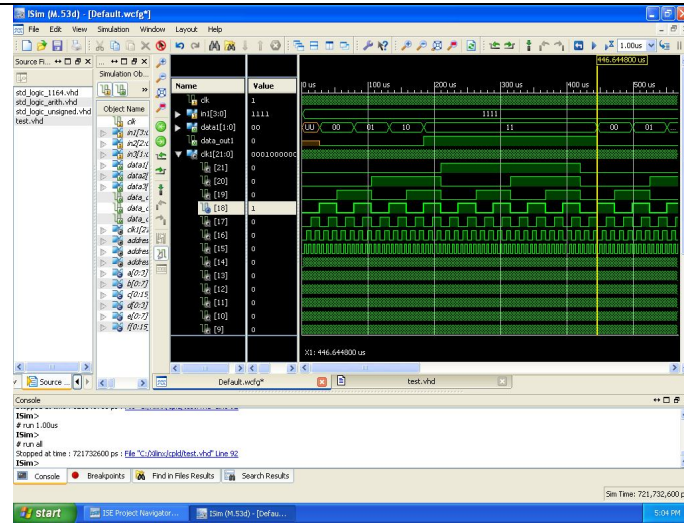 ISim (M.53d) - [Default.wcfg*]
File Edit View Simulation Window Layout Help
1.00us
Source Fi...
Simulation Ob...
std_logic_1164.vhd
std_logic_arith.vhd
std_logic_unsigned.vhd
test.vhd
Object Name
clk
in1[3:0
in2[2:0
in3[1:0
data1[
data2[
data3[
data_c
data_c
data_c
clk1[21
addres
addres
addres
a[0:3]
b[0:7]
c[0:15]
d[0:3]
e[0:7]
f[0:15]
Name Value
clk 1
in1[3:0] 1111
data1[1:0] 00
data_out1 0
clk1[21:0] 000100000
[21] 0
[20] 0
[19] 0
[18] 1
[17] 0
[16] 0
[15] 0
[14] 0
[13] 0
[12] 0
[11] 0
[10] 0
[9] 0
446.644800 us
0 us 100 us 200 us 300 us 400 us 500 us
1111
UU 00 01 10 11 00 01
X1: 446.644800 us
Source ...
Default.wcfg*
test.vhd
Console
ISim>
# run 1.00us
ISim>
# run all
Stopped at time : 721732600 ps : File "C:/Xilinx/cpld/test.vhd" Line 92
ISim>
Console Breakpoints Find in Files Results Search Results
Sim Time: 721,732,600 p
start ISE Project Navigator... ISim (M.53d) - [Defau... 5:04 PM